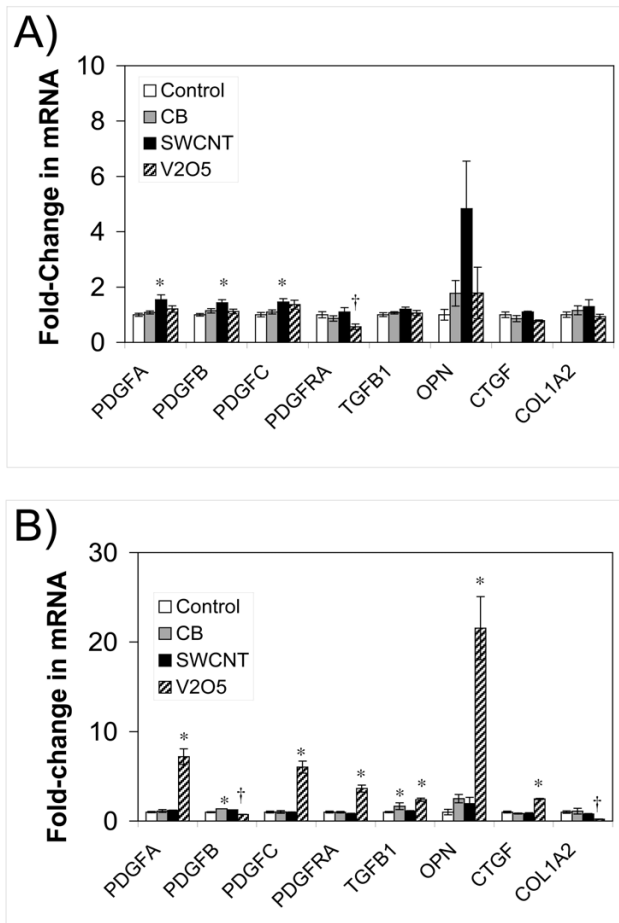 A)
Fold-Change in mRNA
10
8
6
4
2
0
Control
CB
SWCNT
V2O5
*
*
*
†
PDGFA
PDGFB
PDGFC
PDGFRA
TGFB1
OPN
CTGF
COL1A2
B)
Fold-change in mRNA
30
20
10
0
Control
CB
SWCNT
V2O5
*
*
†
*
*
*
*
*
*
†
PDGFA
PDGFB
PDGFC
PDGFRA
TGFB1
OPN
CTGF
COL1A2